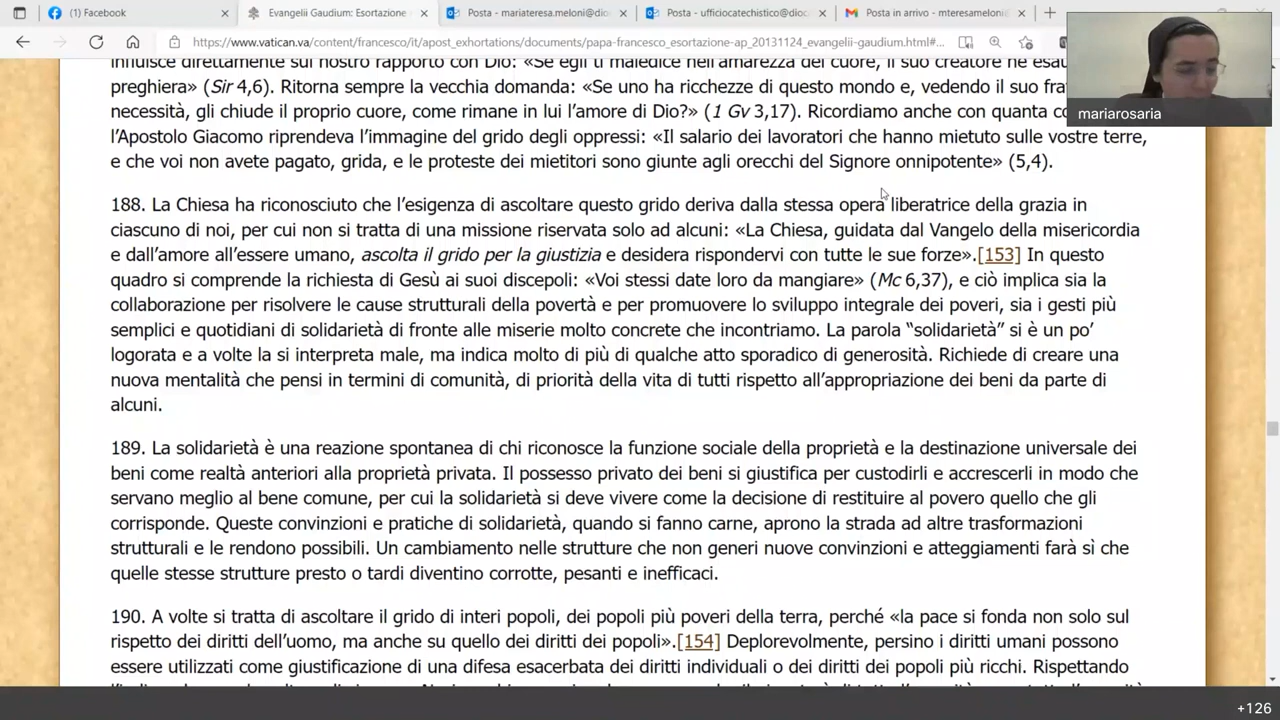 (1) Facebook
Evangelii Gaudium: Esortazione
Posta - mariateresa.meloni@dio
Posta - ufficiocatechistico@dioc
Posta in arrivo - mteresameloni@
https://www.vatican.va/content/francesco/it/apost_exhortations/documents/papa-francesco_esortazione-ap_20131124_evangelii-gaudium.html#...
mariarosaria
influisce direttamente sul nostro rapporto con Dio: «Se egli ti maledice nell'amarezza del cuore, il suo creatore ne
preghiera» (Sir 4,6). Ritorna sempre la vecchia domanda: «Se uno ha ricchezze di questo mondo e, vedendo il suo
necessità, gli chiude il proprio cuore, come rimane in lui l'amore di Dio?» (1 Gv 3,17). Ricordiamo anche con quanta
l'Apostolo Giacomo riprendeva l'immagine del grido degli oppressi: «Il salario dei lavoratori che hanno mietuto sulle vostre terre,
e che voi non avete pagato, grida, e le proteste dei mietitori sono giunte agli orecchi del Signore onnipotente» (5,4).
188. La Chiesa ha riconosciuto che l'esigenza di ascoltare questo grido deriva dalla stessa opera liberatrice della grazia in
ciascuno di noi, per cui non si tratta di una missione riservata solo ad alcuni: «La Chiesa, guidata dal Vangelo della misericordia
e dall'amore all'essere umano, ascolta il grido per la giustizia e desidera rispondervi con tutte le sue forze».[153] In questo
quadro si comprende la richiesta di Gesù ai suoi discepoli: «Voi stessi date loro da mangiare» (Mc 6,37), e ciò implica sia la
collaborazione per risolvere le cause strutturali della povertà e per promuovere lo sviluppo integrale dei poveri, sia i gesti più
semplici e quotidiani di solidarietà di fronte alle miserie molto concrete che incontriamo. La parola “solidarietà” si è un po'
logorata e a volte la si interpreta male, ma indica molto di più di qualche atto sporadico di generosità. Richiede di creare una
nuova mentalità che pensi in termini di comunità, di priorità della vita di tutti rispetto all'appropriazione dei beni da parte di
alcuni.
189. La solidarietà è una reazione spontanea di chi riconosce la funzione sociale della proprietà e la destinazione universale dei
beni come realtà anteriori alla proprietà privata. Il possesso privato dei beni si giustifica per custodirli e accrescerli in modo che
servano meglio al bene comune, per cui la solidarietà si deve vivere come la decisione di restituire al povero quello che gli
corrisponde. Queste convinzioni e pratiche di solidarietà, quando si fanno carne, aprono la strada ad altre trasformazioni
strutturali e le rendono possibili. Un cambiamento nelle strutture che non generi nuove convinzioni e atteggiamenti farà sì che
quelle stesse strutture presto o tardi diventino corrotte, pesanti e inefficaci.
190. A volte si tratta di ascoltare il grido di interi popoli, dei popoli più poveri della terra, perché «la pace si fonda non solo sul
rispetto dei diritti dell'uomo, ma anche su quello dei diritti dei popoli».[154] Deplorevolmente, persino i diritti umani possono
essere utilizzati come giustificazione di una difesa esacerbata dei diritti individuali o dei diritti dei popoli più ricchi. Rispettando
+126